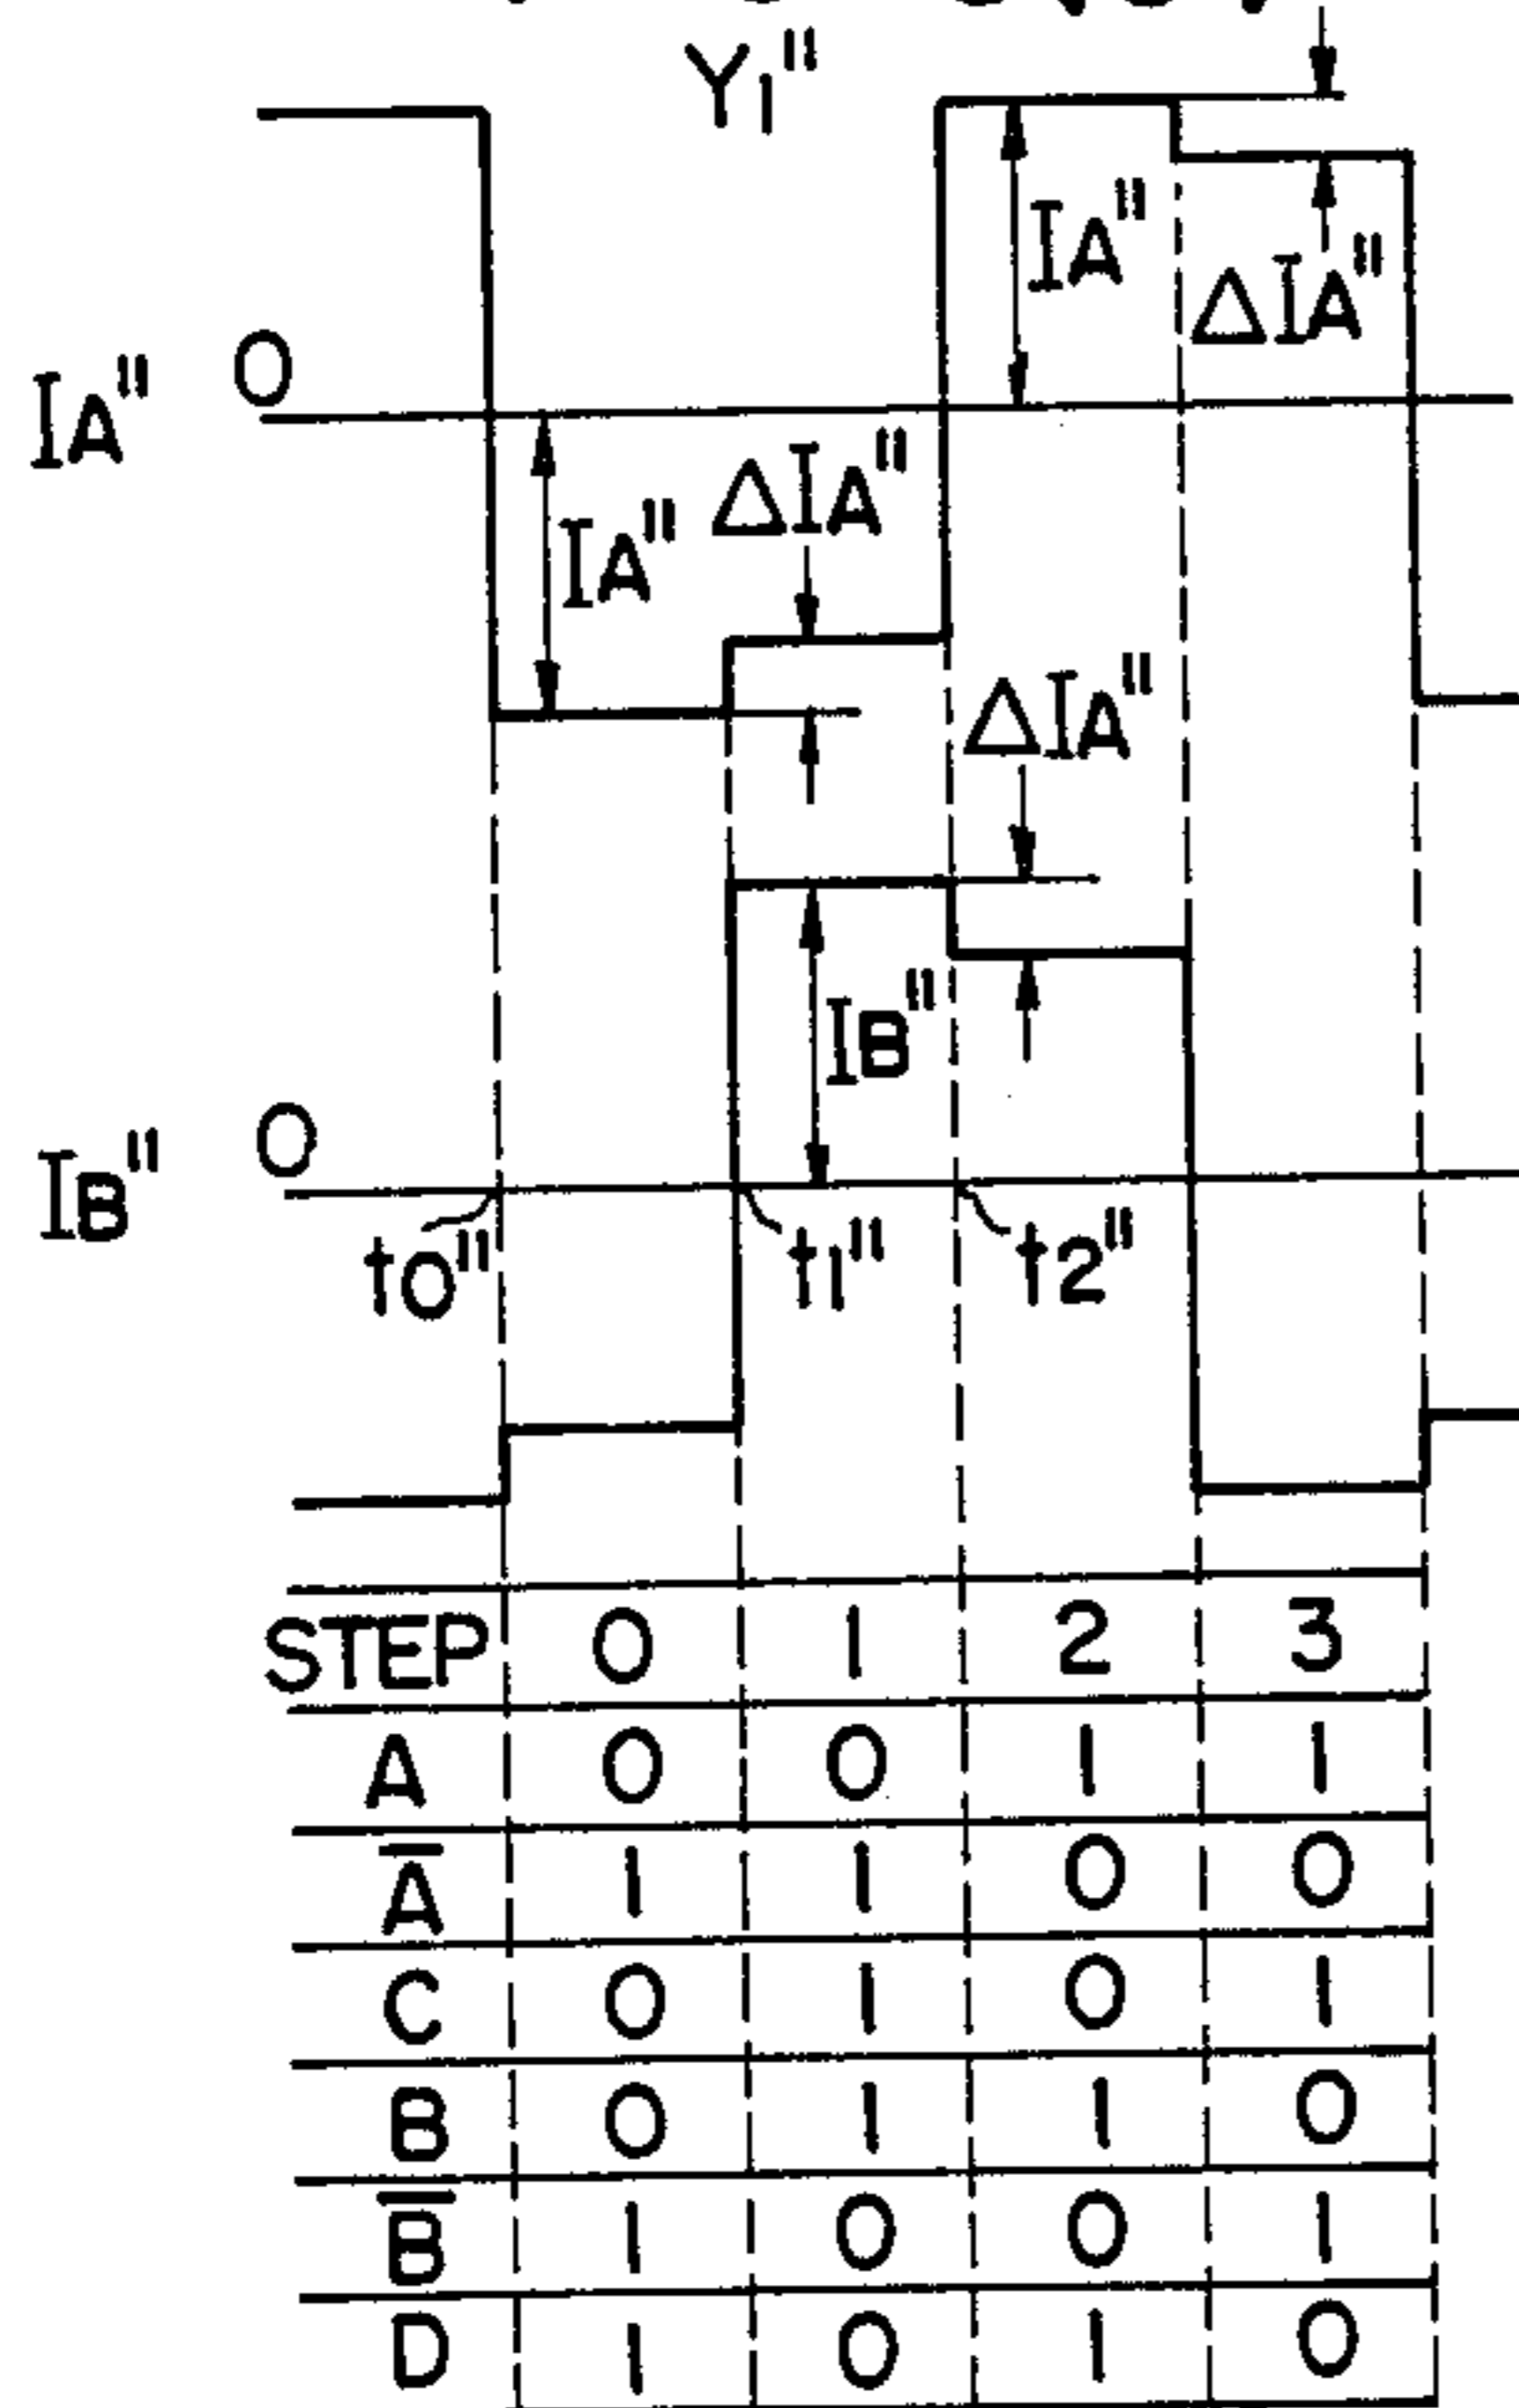 Y1"
IA"
ΔIA"
IA" 0
IA"
ΔIA"
ΔIA"
IB"
IB" 0
t0" t1" t2"
STEP 0 1 2 3
A 0 0 1 1
A̅ 1 1 0 0
C 0 1 0 1
B 0 1 1 0
B̅ 1 0 0 1
D 1 0 1 0